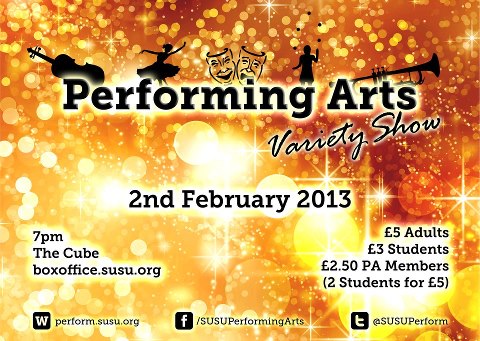 Performing Arts
Variety Show
2nd February 2013
7pm
The Cube
boxoffice.susu.org
£5 Adults
£3 Students
£2.50 PA Members
(2 Students for £5)
W perform.susu.org
f /SUSUPerformingArts
t @SUSUPerform